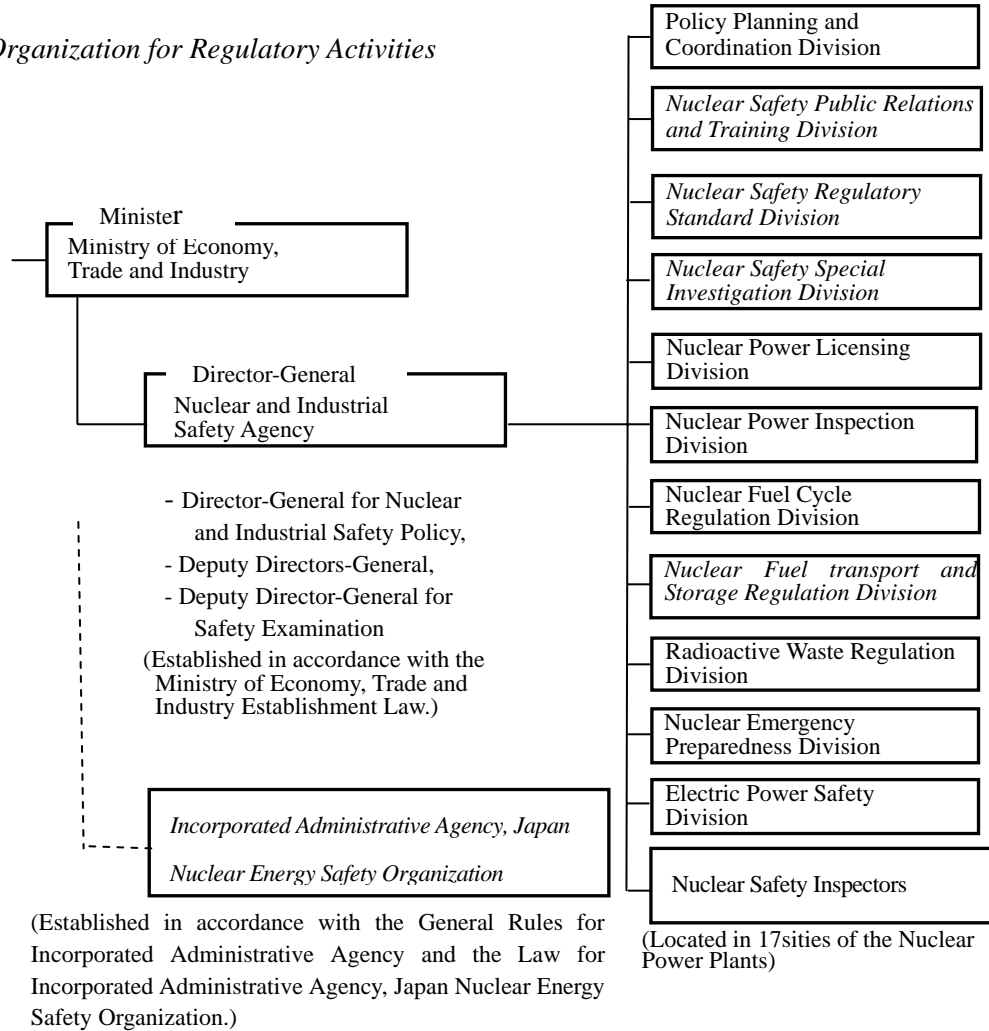 Organization for Regulatory Activities
Minister
Ministry of Economy,
Trade and Industry
Director-General
Nuclear and Industrial
Safety Agency
- Director-General for Nuclear
and Industrial Safety Policy,
- Deputy Directors-General,
- Deputy Director-General for
Safety Examination
(Established in accordance with the
Ministry of Economy, Trade and
Industry Establishment Law.)
Incorporated Administrative Agency, Japan
Nuclear Energy Safety Organization
(Established in accordance with the General Rules for
Incorporated Administrative Agency and the Law for
Incorporated Administrative Agency, Japan Nuclear Energy
Safety Organization.)
Policy Planning and
Coordination Division
Nuclear Safety Public Relations
and Training Division
Nuclear Safety Regulatory
Standard Division
Nuclear Safety Special
Investigation Division
Nuclear Power Licensing
Division
Nuclear Power Inspection
Division
Nuclear Fuel Cycle
Regulation Division
Nuclear Fuel transport and
Storage Regulation Division
Radioactive Waste Regulation
Division
Nuclear Emergency
Preparedness Division
Electric Power Safety
Division
Nuclear Safety Inspectors
(Located in 17sities of the Nuclear
Power Plants)